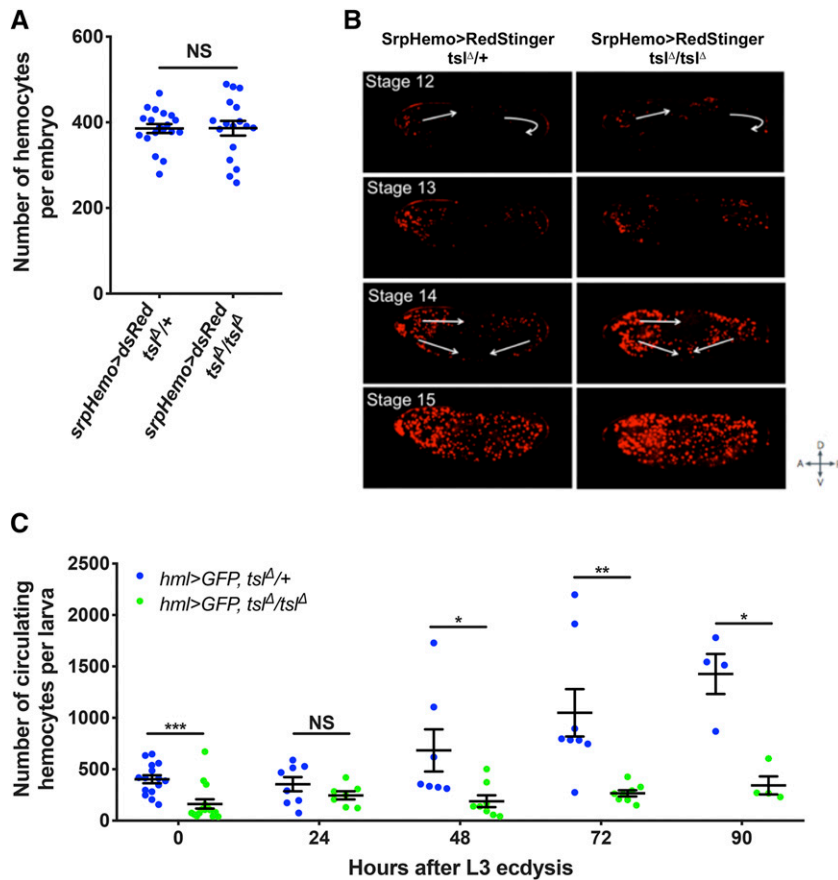 A
NS
600
400
200
0
Number of hemocytes
per embryo
srpHemo>dsRed
tslΔ/+
srpHemo>dsRed
tslΔ/tslΔ
B
SrpHemo>RedStinger
tslΔ/+
SrpHemo>RedStinger
tslΔ/tslΔ
Stage 12
Stage 13
Stage 14
Stage 15
D
A
V
C
2500
2000
1500
1000
500
0
Number of circulating
hemocytes per larva
hml>GFP, tslΔ/+
hml>GFP, tslΔ/tslΔ
***
NS
*
**
*
0 24 48 72 90
Hours after L3 ecdysis